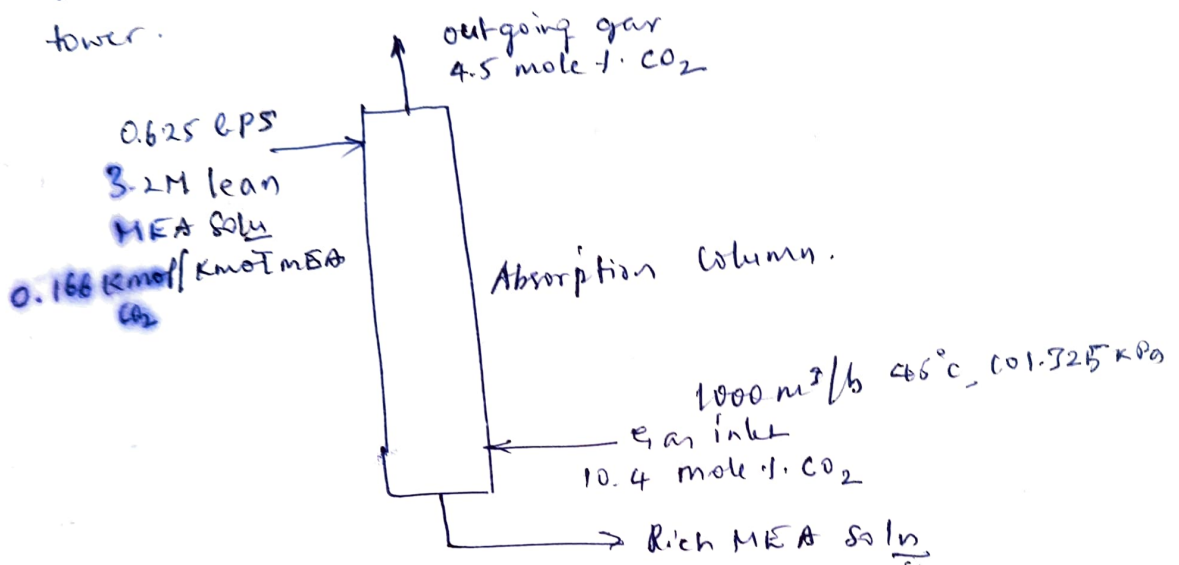 tower.
outgoing gas
4.5 mole %. CO2
0.625 lps
3.2M lean
MEA Soln
0.166 Kmol/Kmol MEA
CO2
Absorption Column.
1000 m³/h 46°C, 101.325 KPa
Gas inlet
10.4 mole %. CO2
Rich MEA Soln